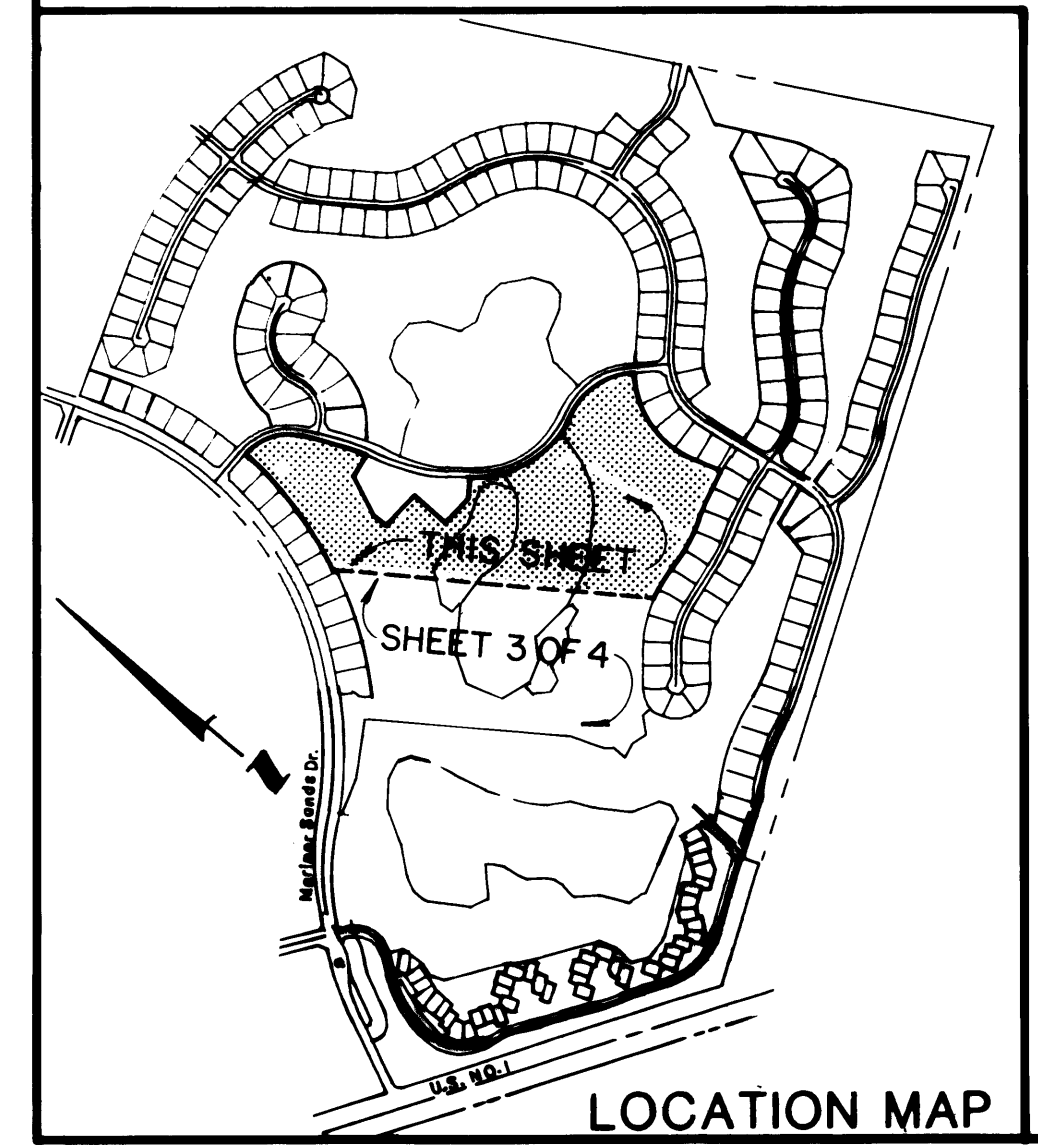 THIS SHEET
SHEET 3 OF 4
N
Mariner Sands Dr.
U.S. NO. 1
LOCATION MAP